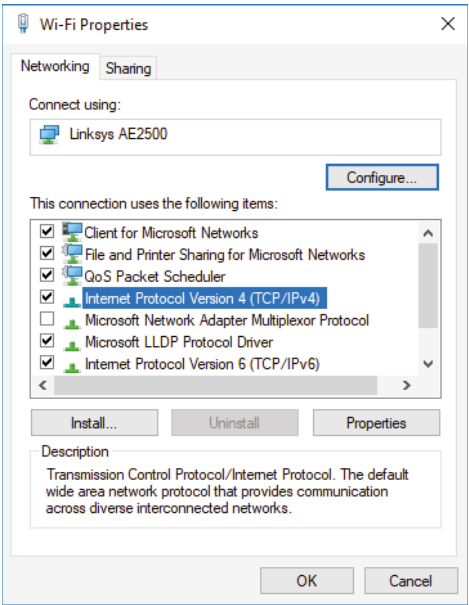 Wi-Fi Properties
Networking
Sharing
Connect using:
Linksys AE2500
Configure...
This connection uses the following items:
Client for Microsoft Networks
File and Printer Sharing for Microsoft Networks
QoS Packet Scheduler
Internet Protocol Version 4 (TCP/IPv4)
Microsoft Network Adapter Multiplexor Protocol
Microsoft LLDP Protocol Driver
Internet Protocol Version 6 (TCP/IPv6)
Install...
Uninstall
Properties
Description
Transmission Control Protocol/Internet Protocol. The default
wide area network protocol that provides communication
across diverse interconnected networks.
OK
Cancel